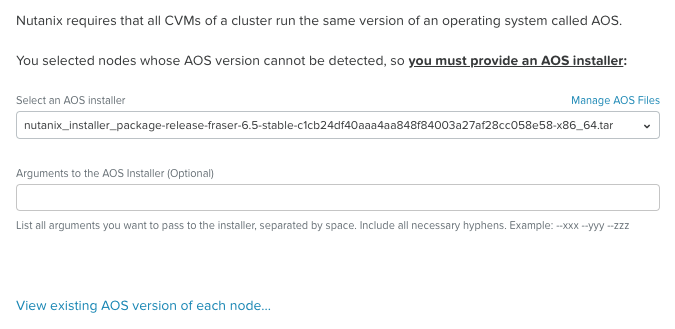 Nutanix requires that all CVMs of a cluster run the same version of an operating system called AOS.
You selected nodes whose AOS version cannot be detected, so you must provide an AOS installer:
Select an AOS installer
Manage AOS Files
nutanix_installer_package-release-fraser-6.5-stable-c1cb24df40aaa4aa848f84003a27af28cc058e58-x86_64.tar
Arguments to the AOS Installer (Optional)
List all arguments you want to pass to the installer, separated by space. Include all necessary hyphens. Example: --xxx --yyy --zzz
View existing AOS version of each node...